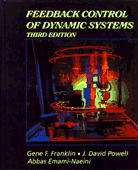 FEEDBACK CONTROL
OF DYNAMIC SYSTEMS
THIRD EDITION
Gene F. Franklin • J. David Powell
Abbas Emami-Naeini